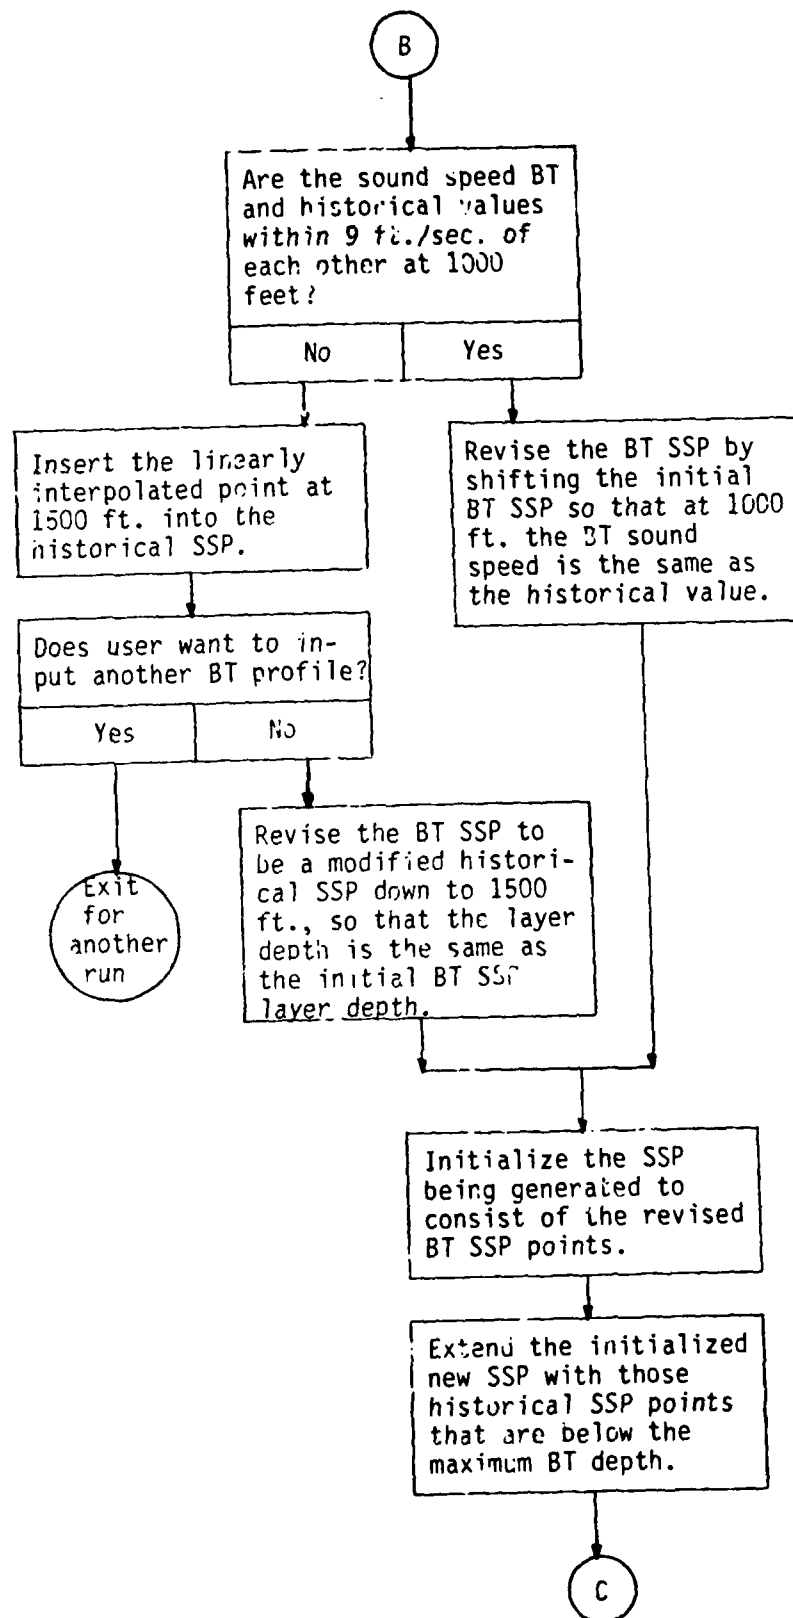 B
Are the sound speed BT
and historical values
within 9 ft./sec. of
each other at 1000
feet?
No
Yes
Insert the linearly
interpolated point at
1500 ft. into the
historical SSP.
Revise the BT SSP by
shifting the initial
BT SSP so that at 1000
ft. the BT sound
speed is the same as
the historical value.
Does user want to in-
put another BT profile?
Yes
No
Exit
for
another
run
Revise the BT SSP to
be a modified histori-
cal SSP down to 1500
ft., so that the layer
depth is the same as
the initial BT SSP
layer depth.
Initialize the SSP
being generated to
consist of the revised
BT SSP points.
Extend the initialized
new SSP with those
historical SSP points
that are below the
maximum BT depth.
C